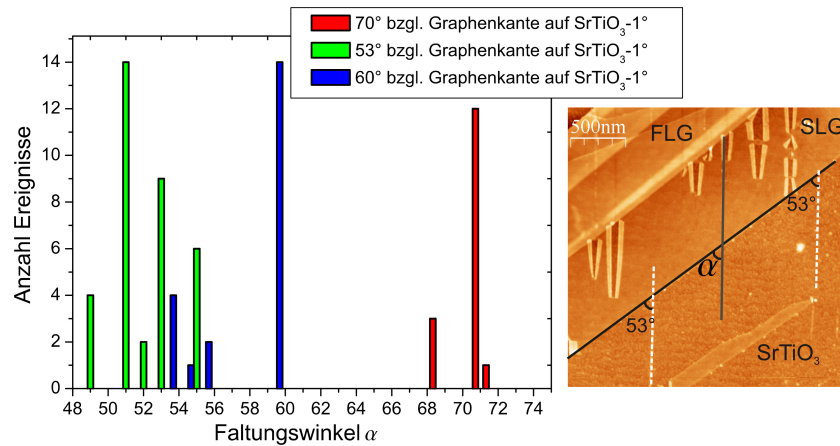 70° bzgl. Graphenkante auf SrTiO₃-1°
53° bzgl. Graphenkante auf SrTiO₃-1°
60° bzgl. Graphenkante auf SrTiO₃-1°
Anzahl Ereignisse
14
12
10
8
6
4
2
0
48 50 52 54 56 58 60 62 64 66 68 70 72 74
Faltungswinkel α
500nm
FLG
SLG
53°
α
53°
SrTiO₃